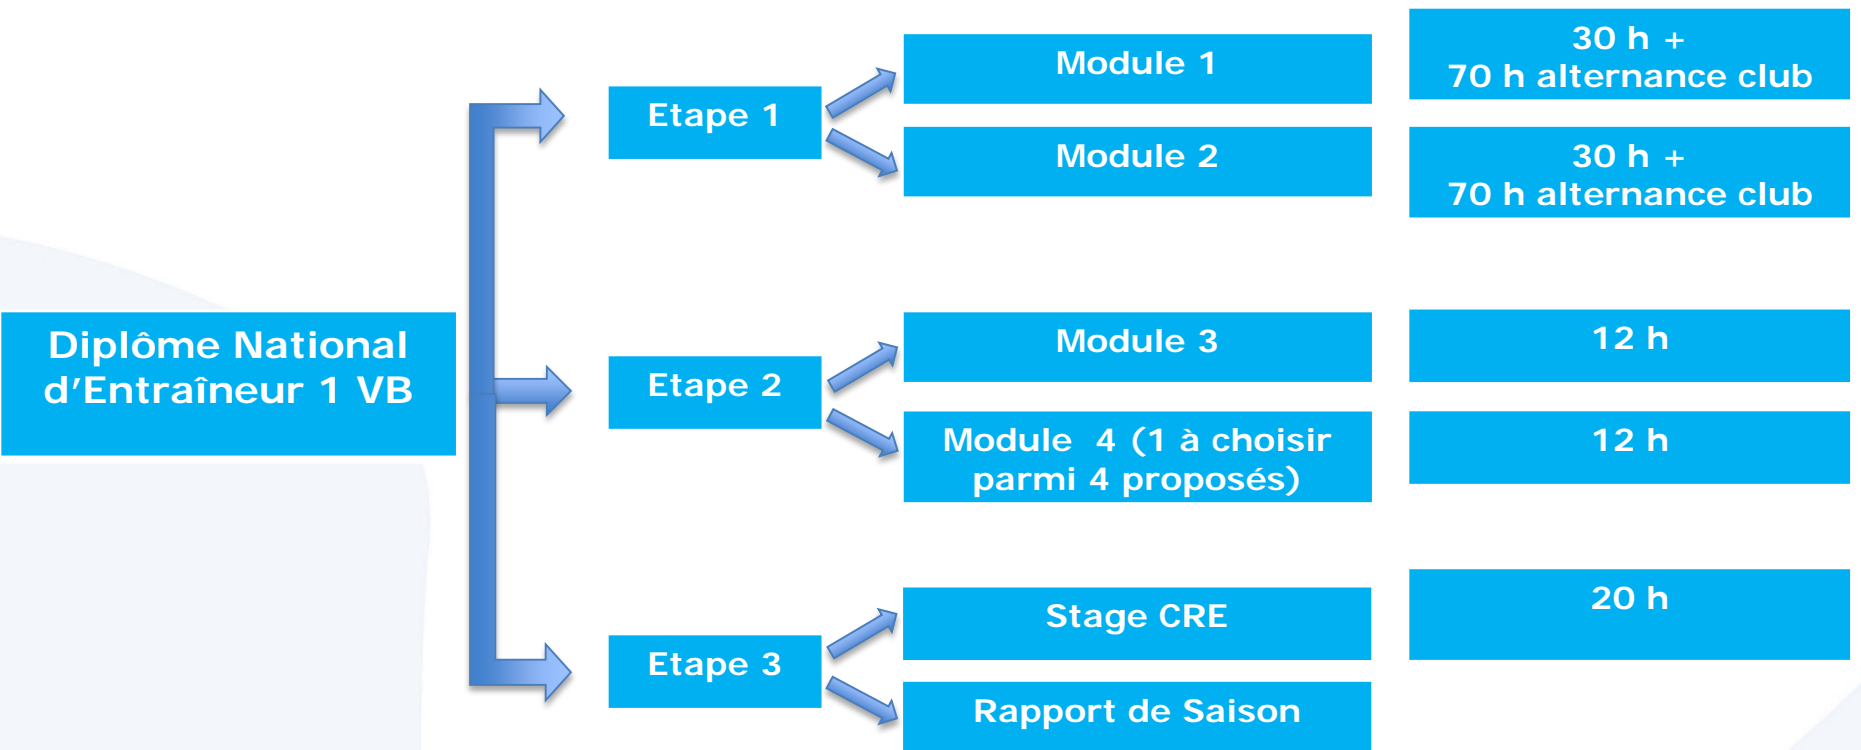 Diplôme National
d’Entraîneur 1 VB
Etape 1
Module 1
30 h +
70 h alternance club
Module 2
30 h +
70 h alternance club
Etape 2
Module 3
12 h
Module  4 (1 à choisir
parmi 4 proposés)
12 h
Etape 3
Stage CRE
20 h
Rapport de Saison